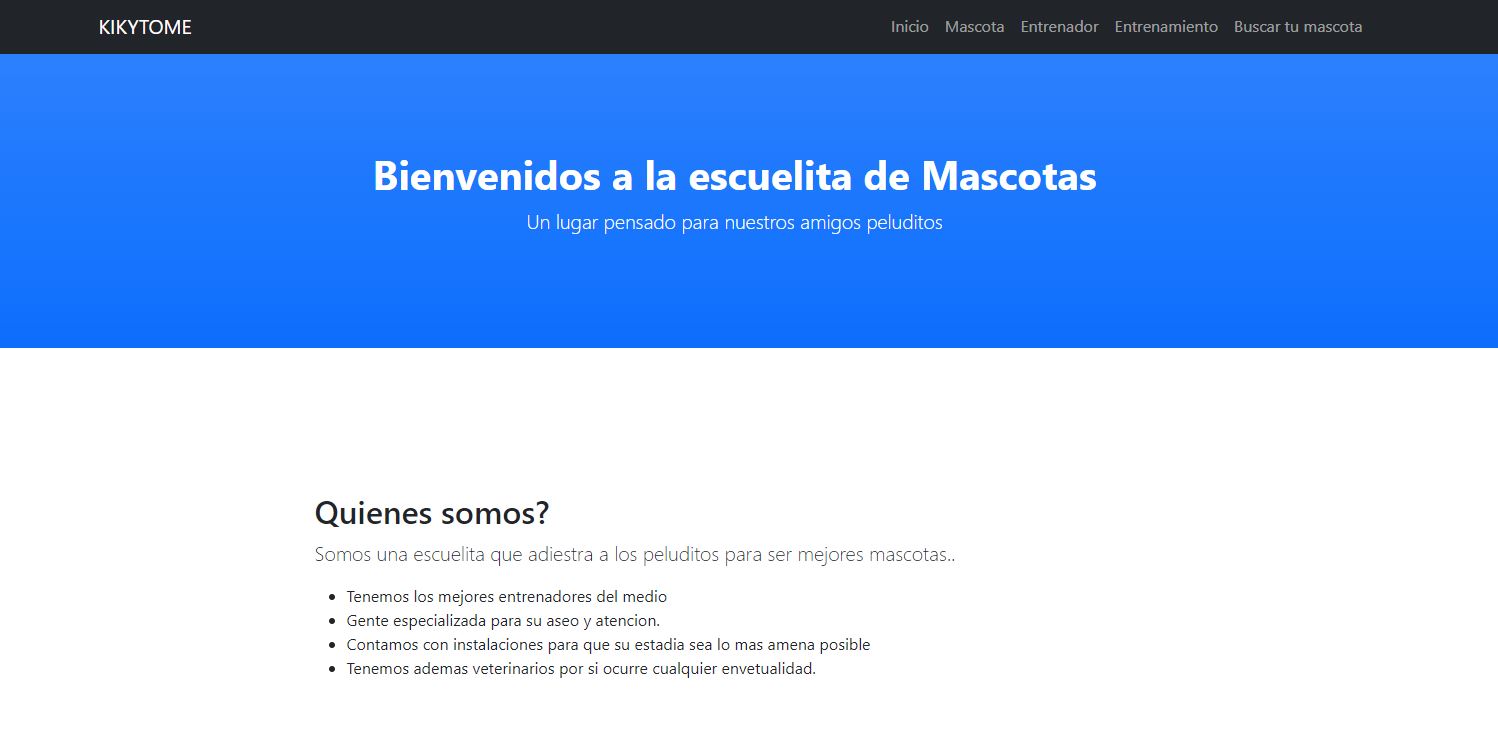 KIKYTOME
Inicio Mascota Entrenador Entrenamiento Buscar tu mascota
Bienvenidos a la escuelita de Mascotas
Un lugar pensado para nuestros amigos peluditos
Quienes somos?
Somos una escuelita que adiestra a los peluditos para ser mejores mascotas..
Tenemos los mejores entrenadores del medio
Gente especializada para su aseo y atencion.
Contamos con instalaciones para que su estadia sea lo mas amena posible
Tenemos ademas veterinarios por si ocurre cualquier envetualidad.